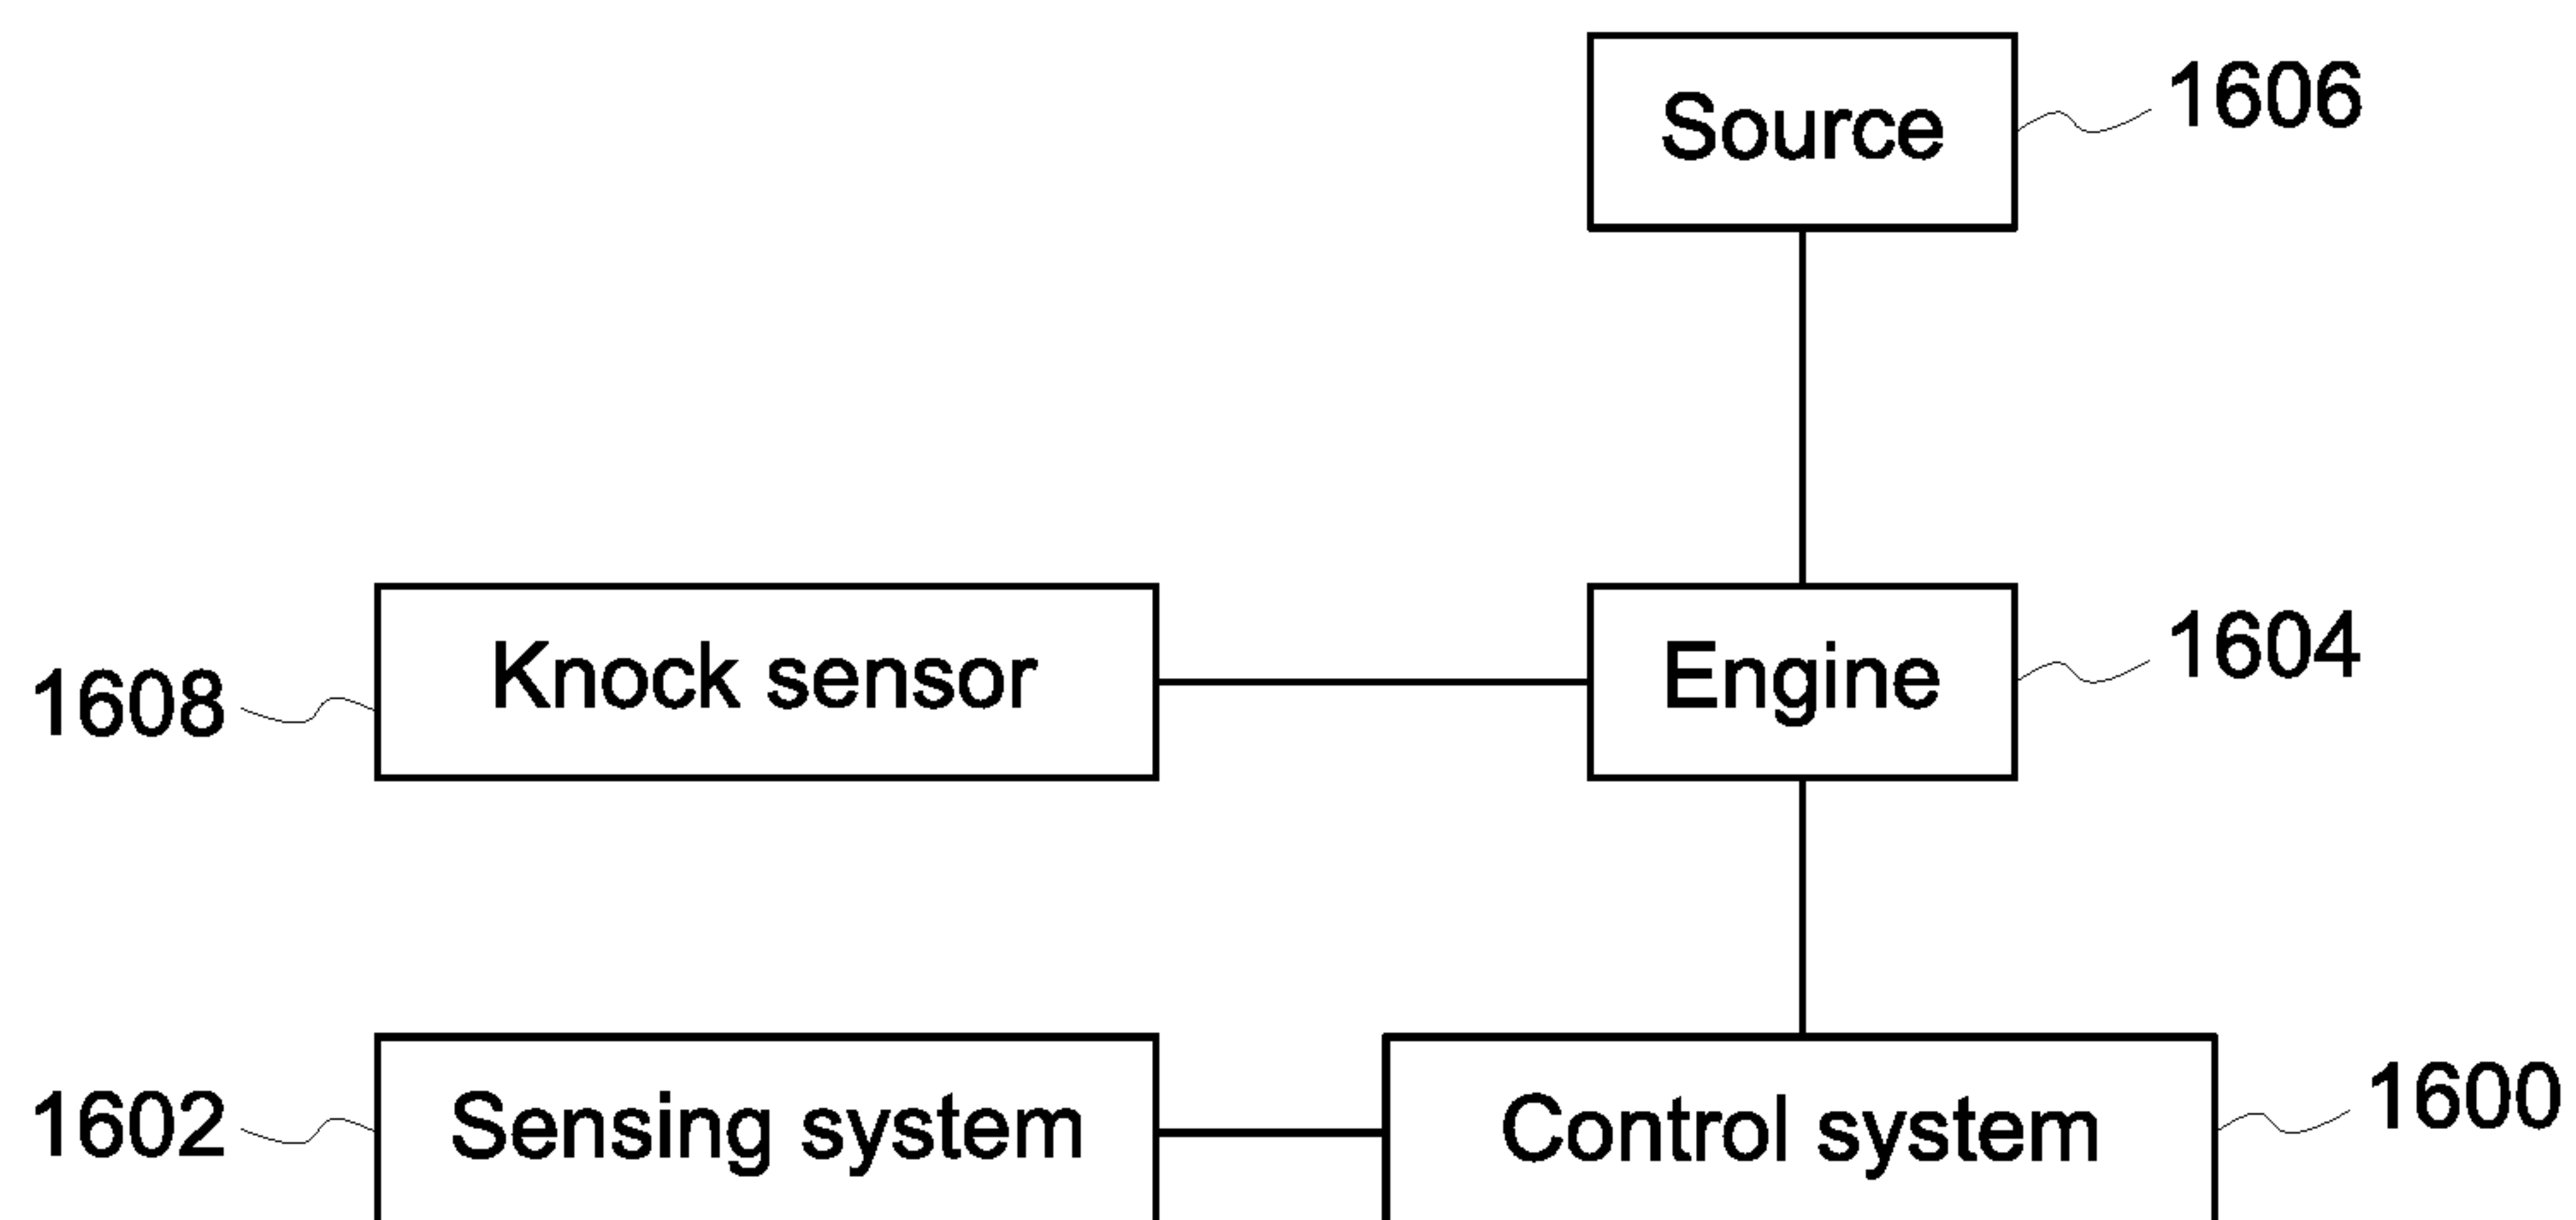 Source
1606
Knock sensor
Engine
1604
1608
Sensing system
Control system
1600
1602